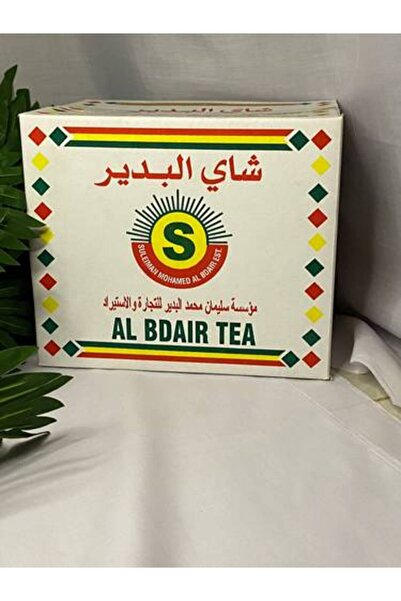 شاي البدير
S
SULEIMAN MOHAMED AL BDAIR EST.
مؤسسة سليمان محمد البدير للتجارة والاستيراد
AL BDAIR TEA